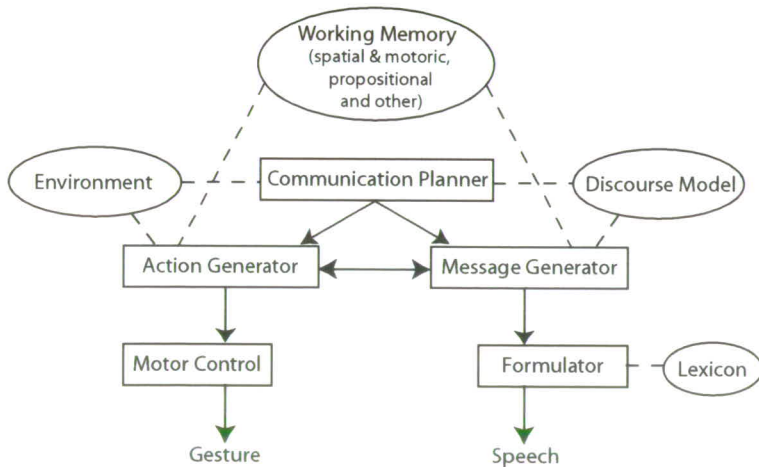 Working Memory
(spatial & motoric,
propositional
and other)
Environment
Communication Planner
Discourse Model
Action Generator
Message Generator
Motor Control
Formulator
Lexicon
Gesture
Speech